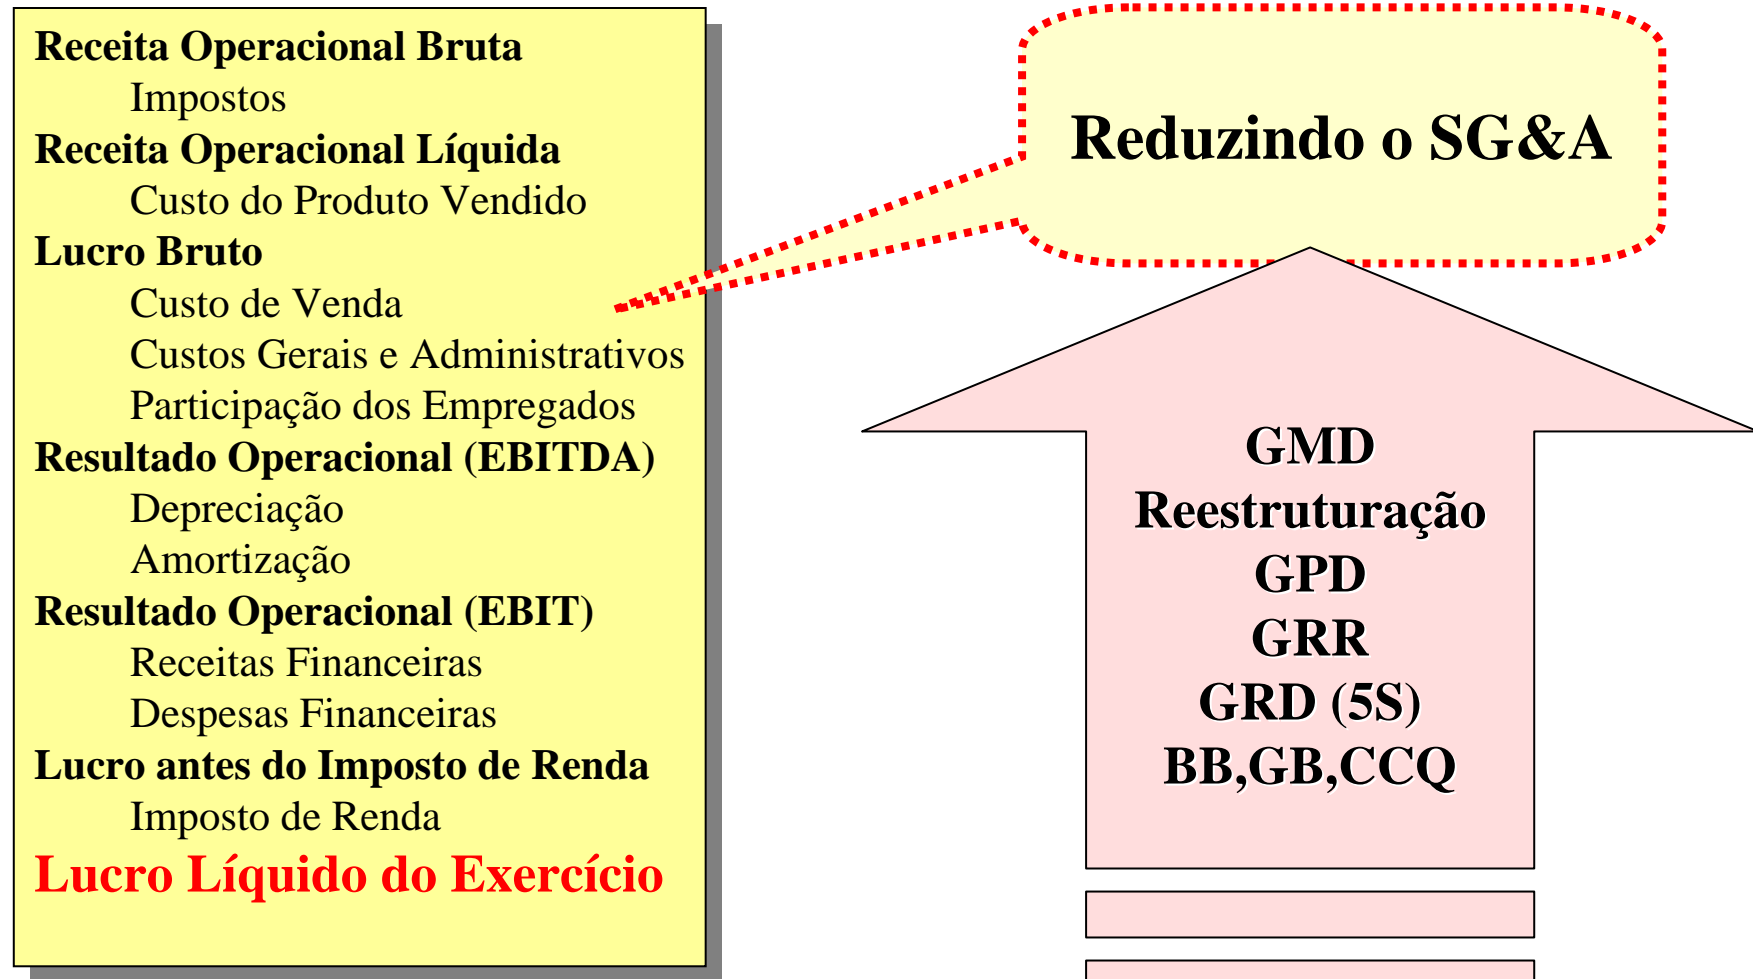 Receita Operacional Bruta
Impostos
Receita Operacional Líquida
Custo do Produto Vendido
Lucro Bruto
Custo de Venda
Custos Gerais e Administrativos
Participação dos Empregados
Resultado Operacional (EBITDA)
Depreciação
Amortização
Resultado Operacional (EBIT)
Receitas Financeiras
Despesas Financeiras
Lucro antes do Imposto de Renda
Imposto de Renda
Lucro Líquido do Exercício
Reduzindo o SG&A
GMD
Reestruturação
GPD
GRR
GRD (5S)
BB,GB,CCQ